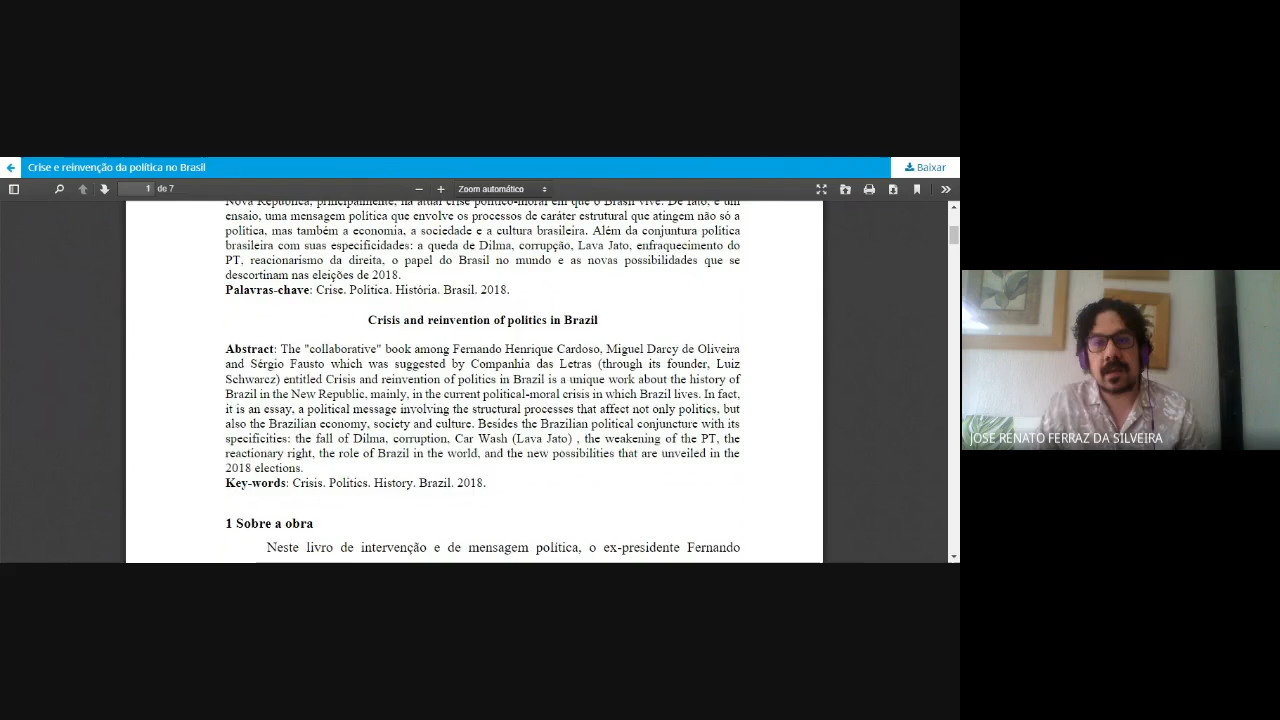 Crise e reinvenção da política no Brasil
Baixar
1 de 7
Zoom automático
Nova República, principalmente, na atual crise político-moral em que o Brasil vive. De fato, é um
ensaio, uma mensagem política que envolve os processos de caráter estrutural que atingem não só a
política, mas também a economia, a sociedade e a cultura brasileira. Além da conjuntura política
brasileira com suas especificidades: a queda de Dilma, corrupção, Lava Jato, enfraquecimento do
PT, reacionarismo da direita, o papel do Brasil no mundo e as novas possibilidades que se
descortinam nas eleições de 2018.
Palavras-chave: Crise. Política. História. Brasil. 2018.
Crisis and reinvention of politics in Brazil
Abstract: The "collaborative" book among Fernando Henrique Cardoso, Miguel Darcy de Oliveira
and Sérgio Fausto which was suggested by Companhia das Letras (through its founder, Luiz
Schwarcz) entitled Crisis and reinvention of politics in Brazil is a unique work about the history of
Brazil in the New Republic, mainly, in the current political-moral crisis in which Brazil lives. In fact,
it is an essay, a political message involving the structural processes that affect not only politics, but
also the Brazilian economy, society and culture. Besides the Brazilian political conjuncture with its
specificities: the fall of Dilma, corruption, Car Wash (Lava Jato) , the weakening of the PT, the
reactionary right, the role of Brazil in the world, and the new possibilities that are unveiled in the
2018 elections.
Key-words: Crisis. Politics. History. Brazil. 2018.
1 Sobre a obra
Neste livro de intervenção e de mensagem política, o ex-presidente Fernando
JOSE RENATO FERRAZ DA SILVEIRA